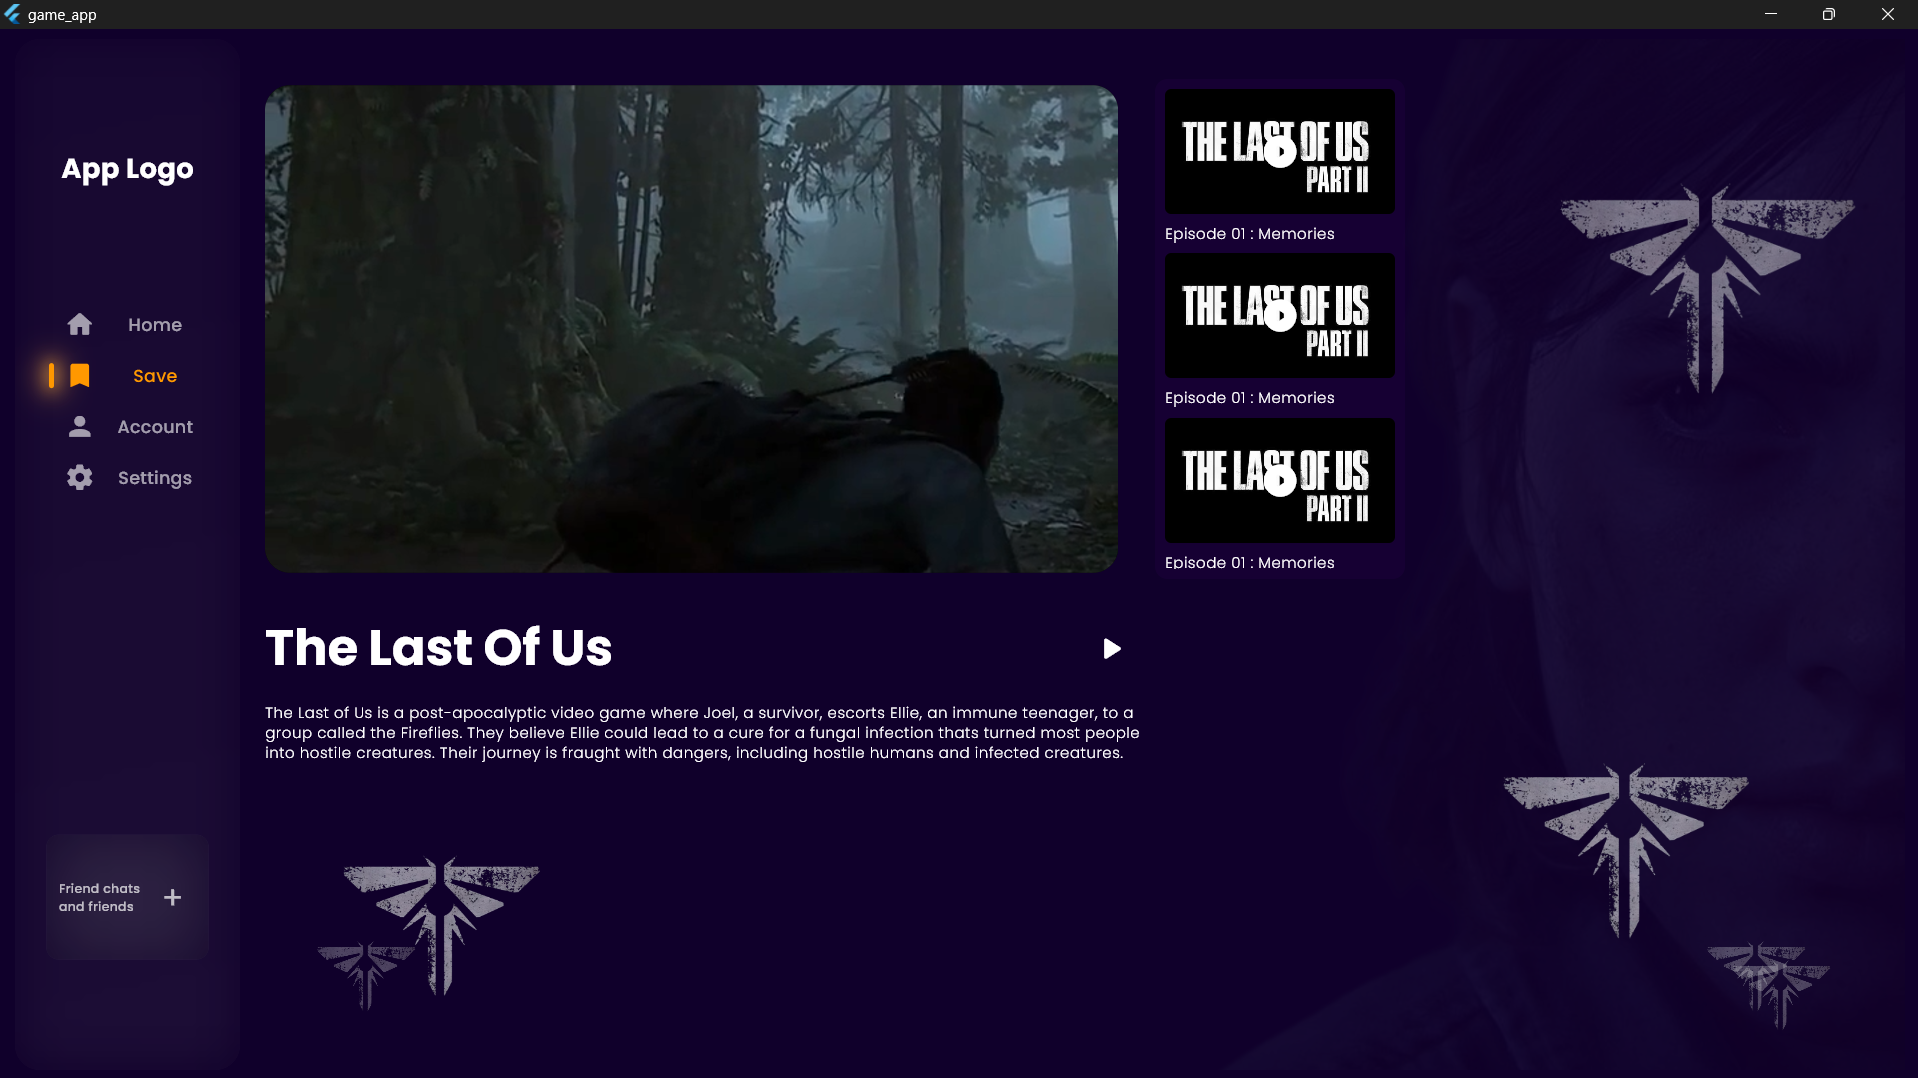 game_app
App Logo
Home
Save
Account
Settings
Friend chats
and friends
THE LAST OF US
PART II
Episode 01 : Memories
THE LAST OF US
PART II
Episode 01 : Memories
THE LAST OF US
PART II
Episode 01 : Memories
The Last Of Us
The Last of Us is a post-apocalyptic video game where Joel, a survivor, escorts Ellie, an immune teenager, to a
group called the Fireflies. They believe Ellie could lead to a cure for a fungal infection thats turned most people
into hostile creatures. Their journey is fraught with dangers, including hostile humans and infected creatures.